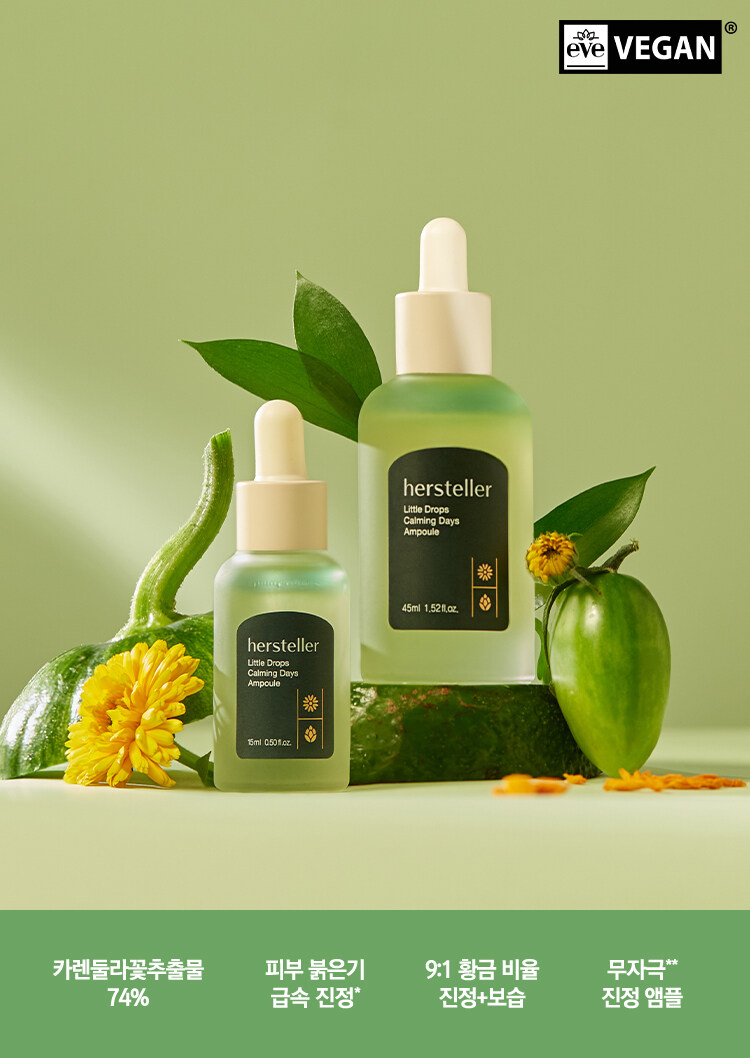 eve VEGAN®
hersteller
Little Drops
Calming Days
Ampoule
45ml 1.52fl.oz.
hersteller
Little Drops
Calming Days
Ampoule
15ml 0.50fl.oz.
카렌둘라꽃추출물
74%
피부 붉은기
급속 진정*
9:1 황금 비율
진정+보습
무자극**
진정 앰플